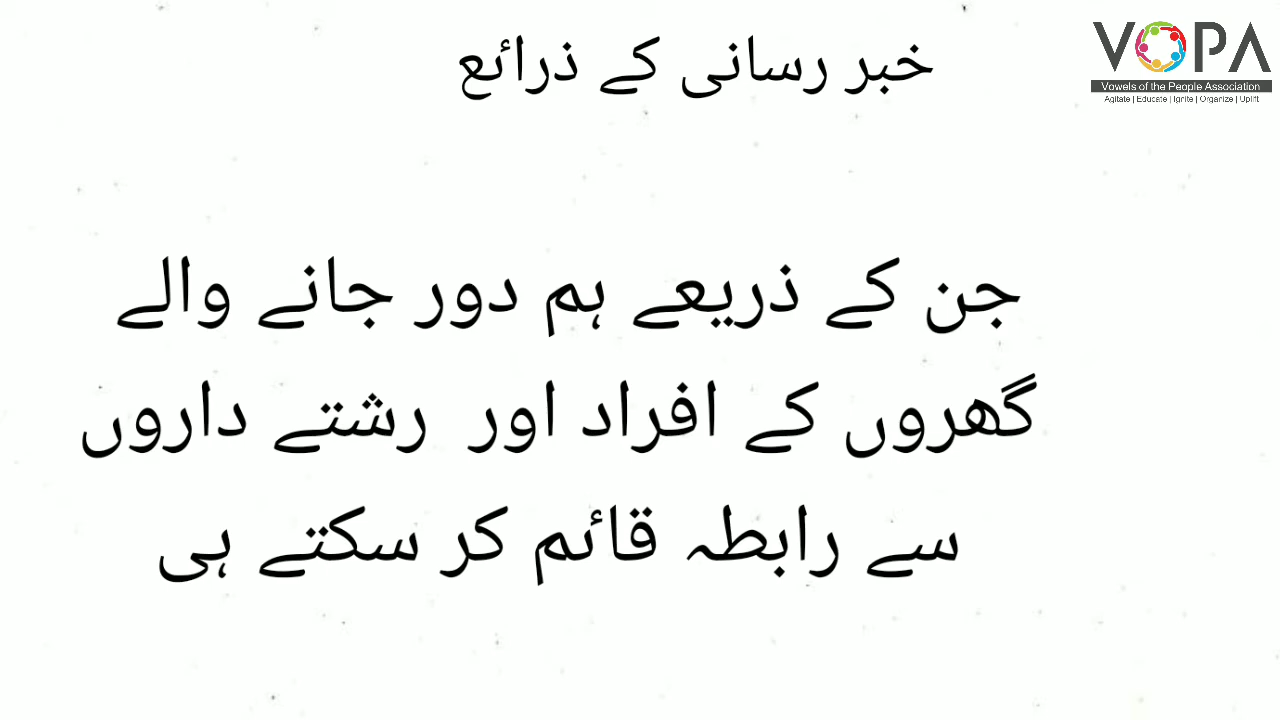 خبر رسانی کے ذرائع
VOPA
Vowels of the People Association
Agitate | Educate | Ignite | Organize | Uplift
جن کے ذریعے ہم دور جانے والے
گھروں کے افراد اور رشتے داروں
سے رابطہ قائم کر سکتے ہی